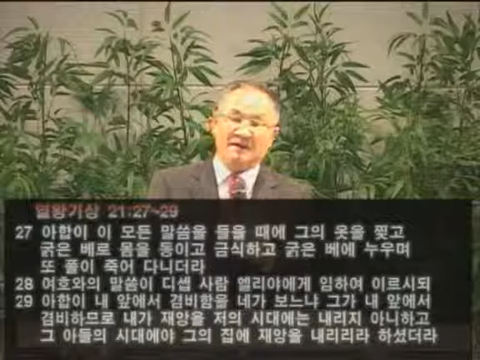 열왕기상 21:27~29
27 아합이 이 모든 말씀을 들을 때에 그의 옷을 찢고
굵은 베로 몸을 동이고 금식하고 굵은 베에 누우며
또 풀이 죽어 다니더라
28 여호와의 말씀이 디셉 사람 엘리야에게 임하여 이르시되
29 아합이 내 앞에서 겸비함을 네가 보느냐 그가 내 앞에서
겸비하므로 내가 재앙을 저의 시대에는 내리지 아니하고
그 아들의 시대에야 그의 집에 재앙을 내리리라 하셨더라